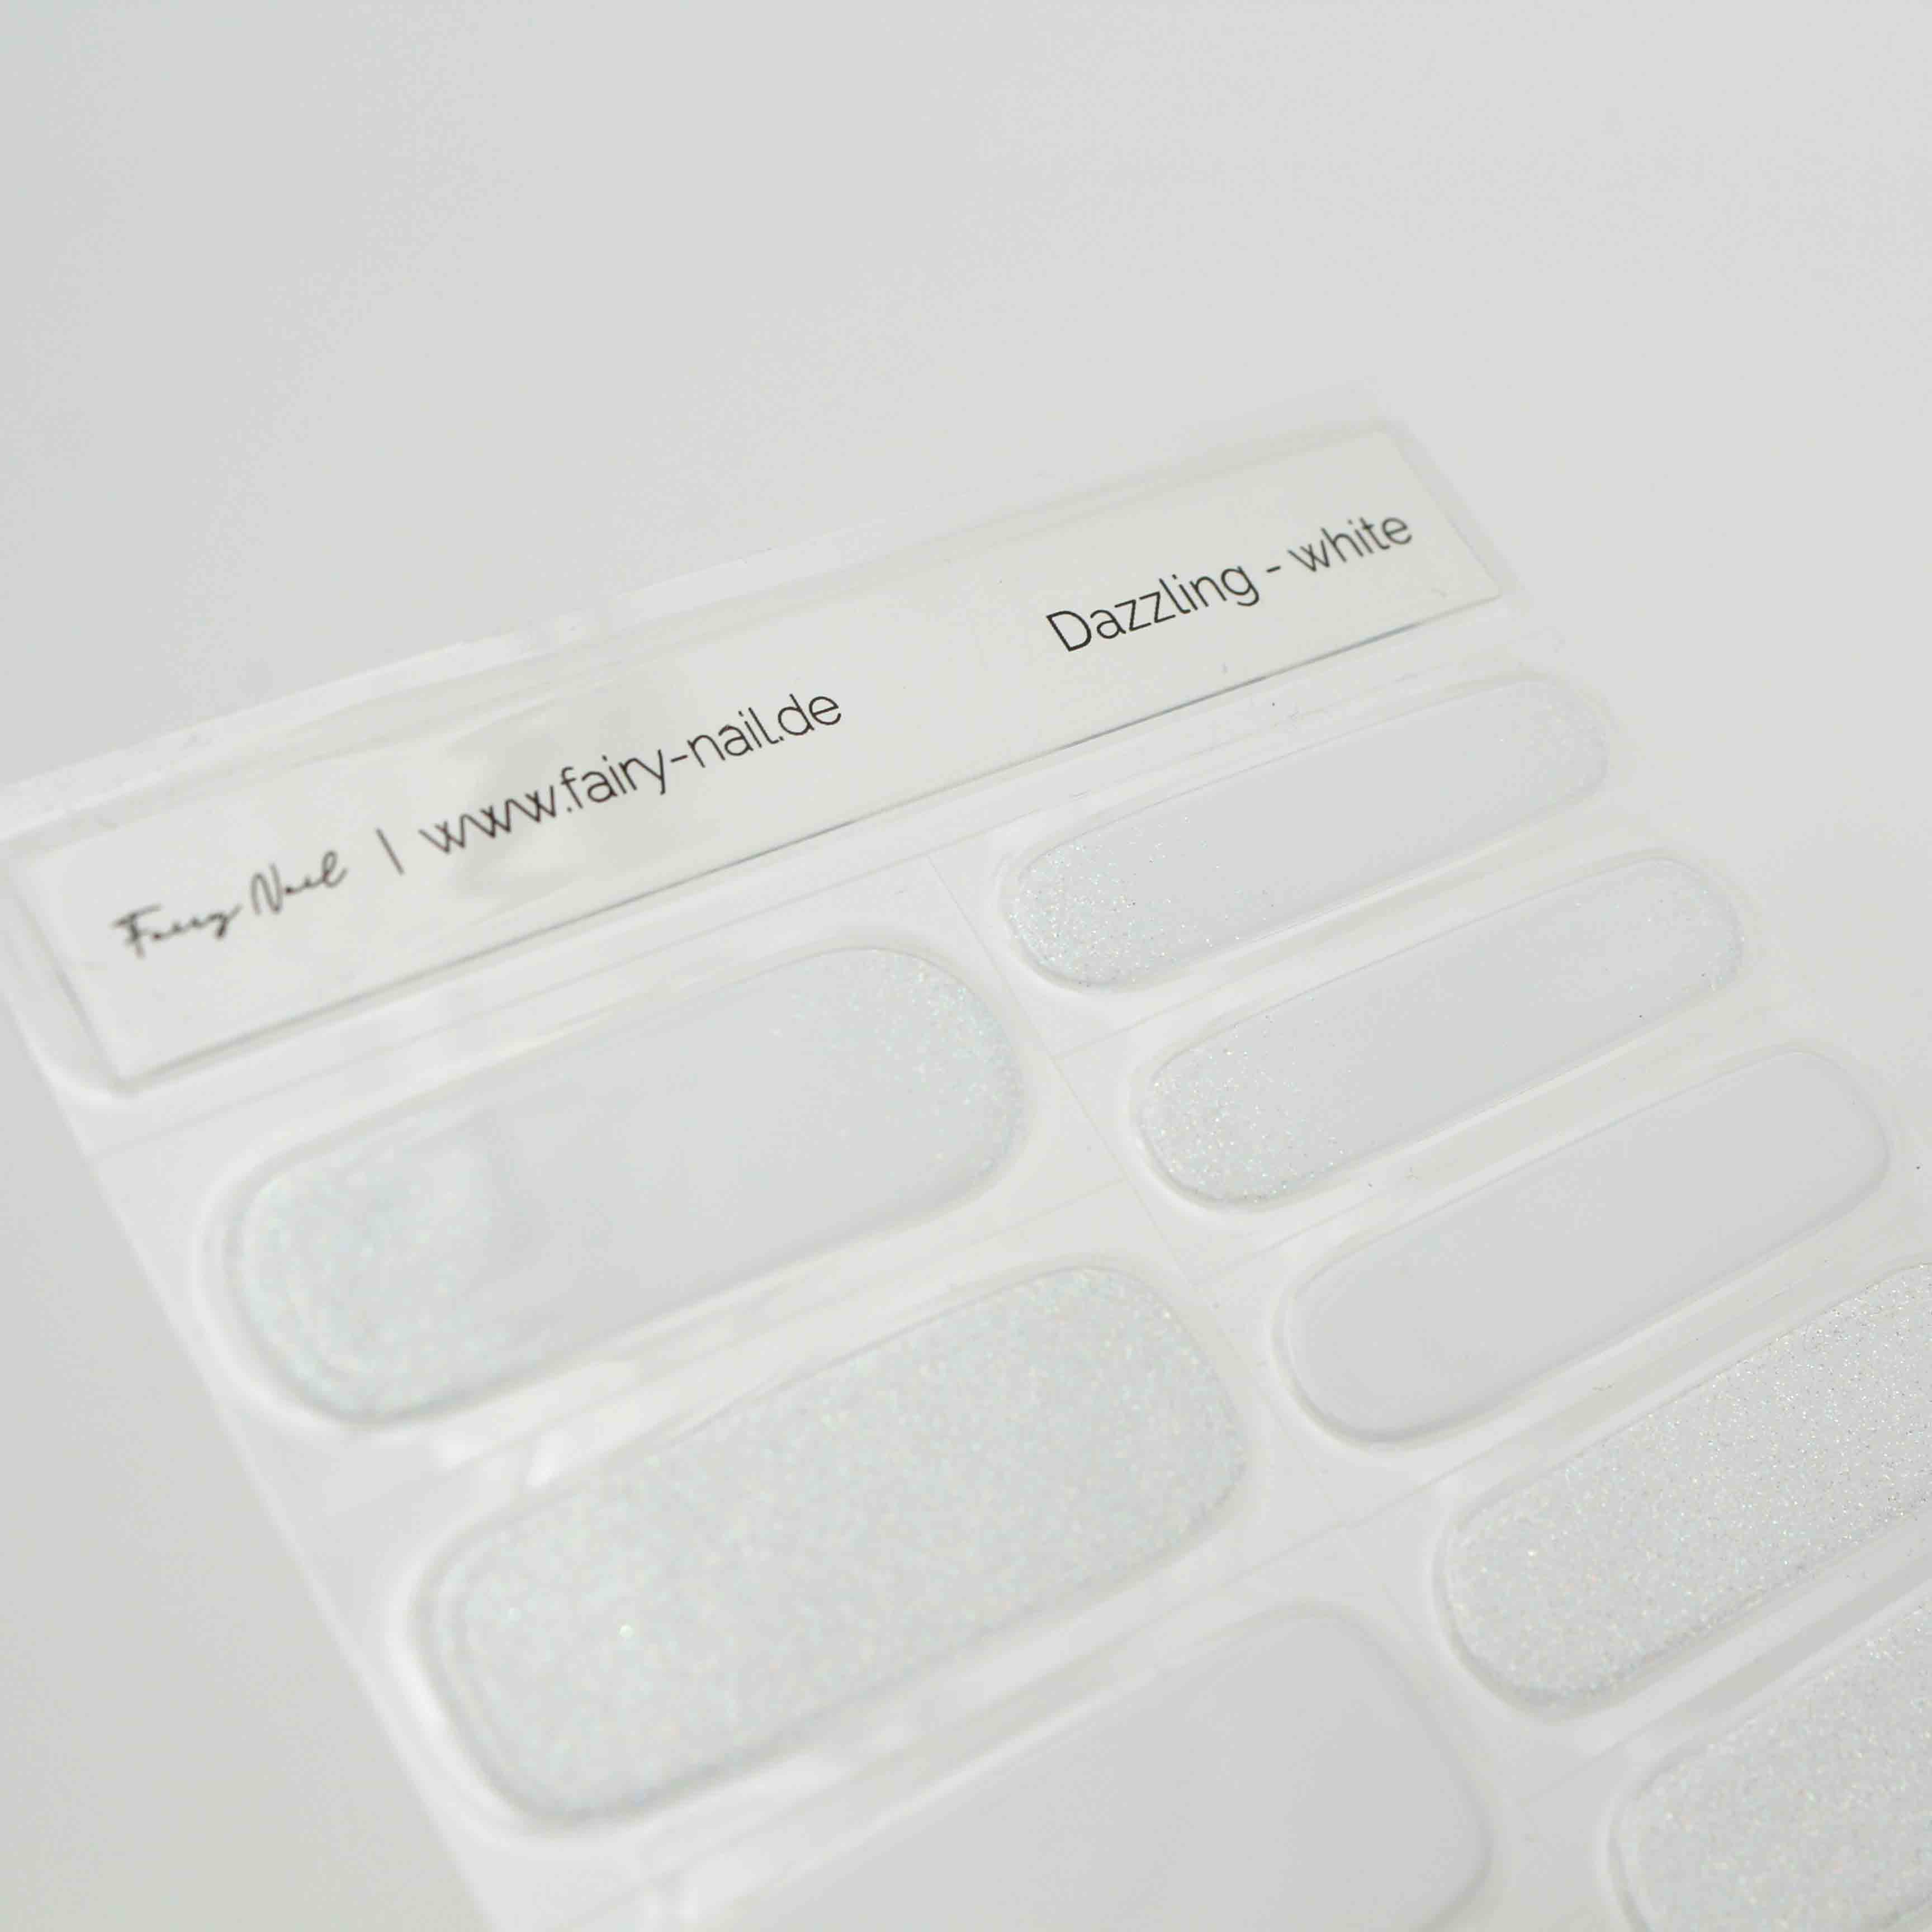 Fairy Nail | www.fairy-nail.de Dazzling - white